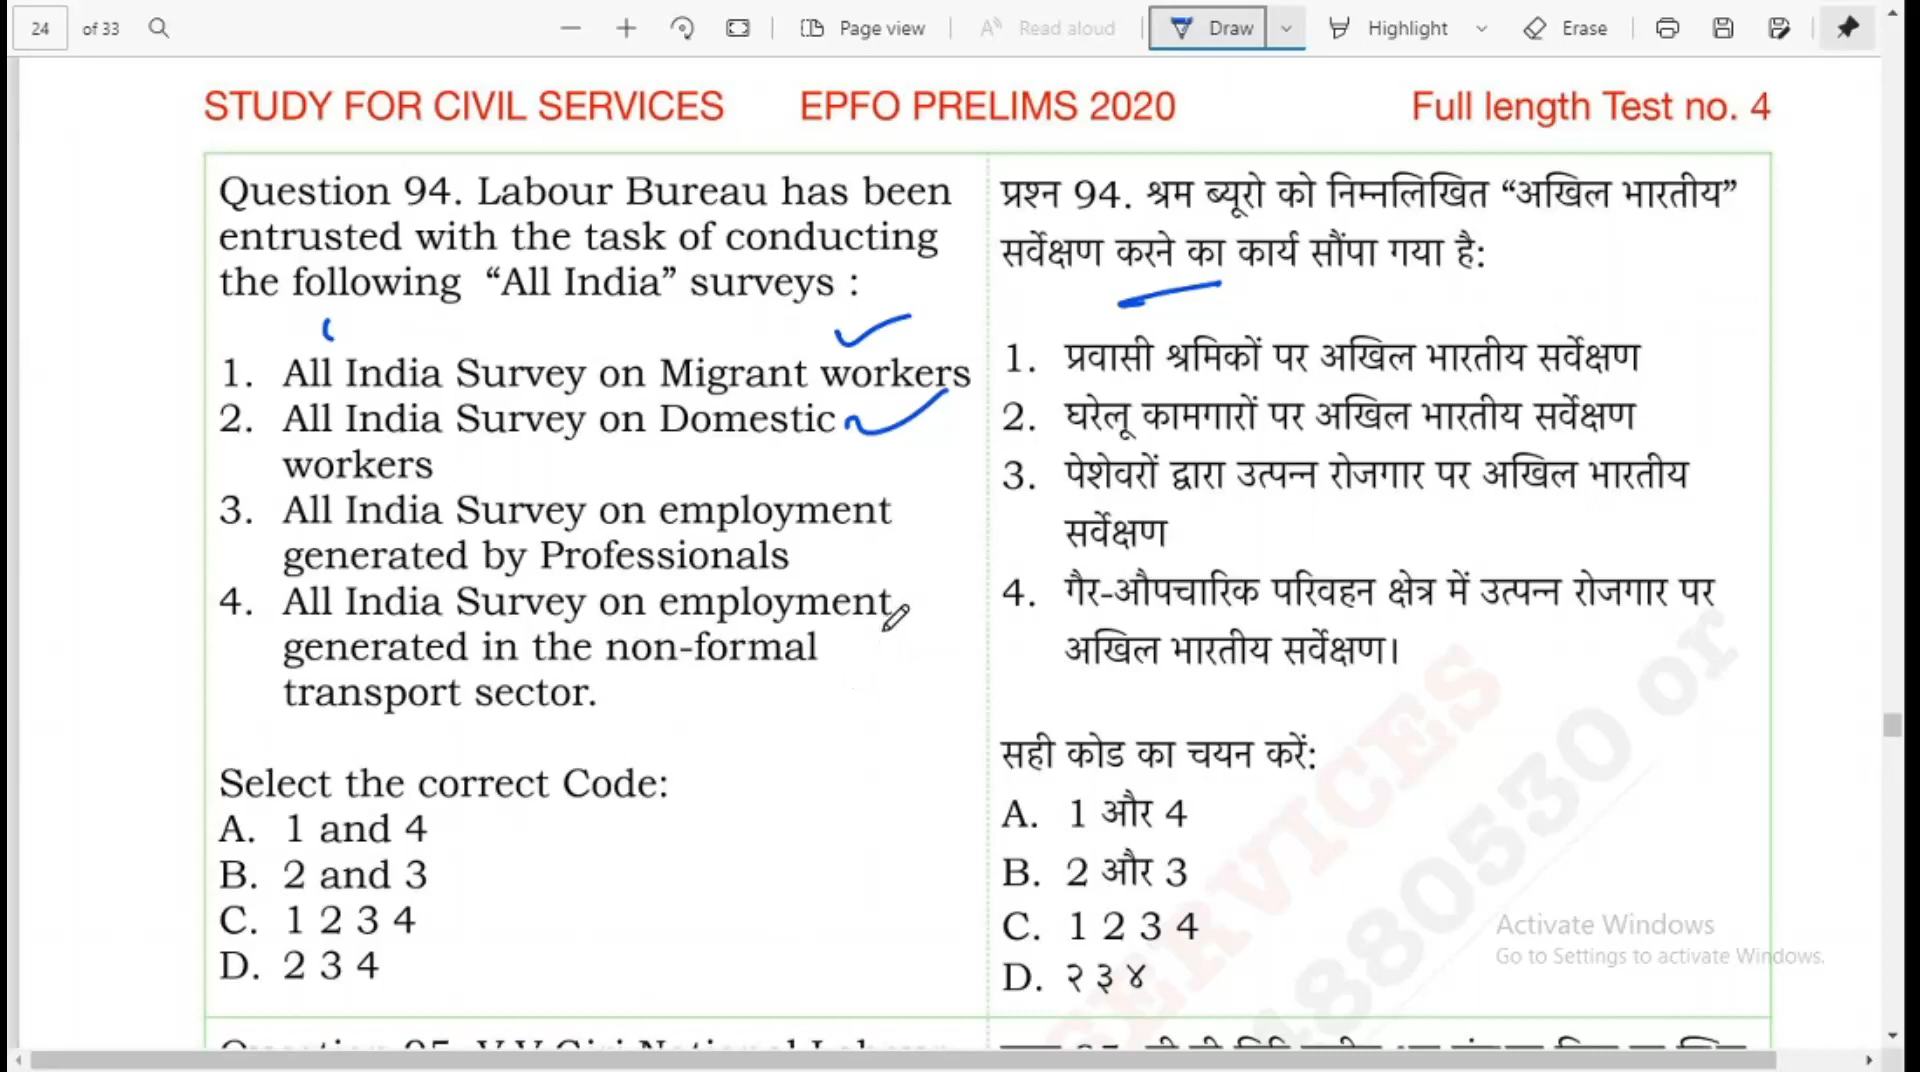 24 of 33 Page view Read aloud Draw Highlight Erase
STUDY FOR CIVIL SERVICES EPFO PRELIMS 2020 Full length Test no. 4
Question 94. Labour Bureau has been
entrusted with the task of conducting
the following “All India” surveys :
1. All India Survey on Migrant workers
2. All India Survey on Domestic
workers
3. All India Survey on employment
generated by Professionals
4. All India Survey on employment
generated in the non-formal
transport sector.
Select the correct Code:
A. 1 and 4
B. 2 and 3
C. 1 2 3 4
D. 2 3 4
प्रश्न 94. श्रम ब्यूरो को निम्नलिखित “अखिल भारतीय”
सर्वेक्षण करने का कार्य सौंपा गया है:
1. प्रवासी श्रमिकों पर अखिल भारतीय सर्वेक्षण
2. घरेलू कामगारों पर अखिल भारतीय सर्वेक्षण
3. पेशेवरों द्वारा उत्पन्न रोजगार पर अखिल भारतीय
सर्वेक्षण
4. गैर-औपचारिक परिवहन क्षेत्र में उत्पन्न रोजगार पर
अखिल भारतीय सर्वेक्षण।
सही कोड का चयन करें:
A. 1 और 4
B. 2 और 3
C. 1 2 3 4
D. २ ३ ४
SERVICES
880530 or
Activate Windows
Go to Settings to activate Windows.